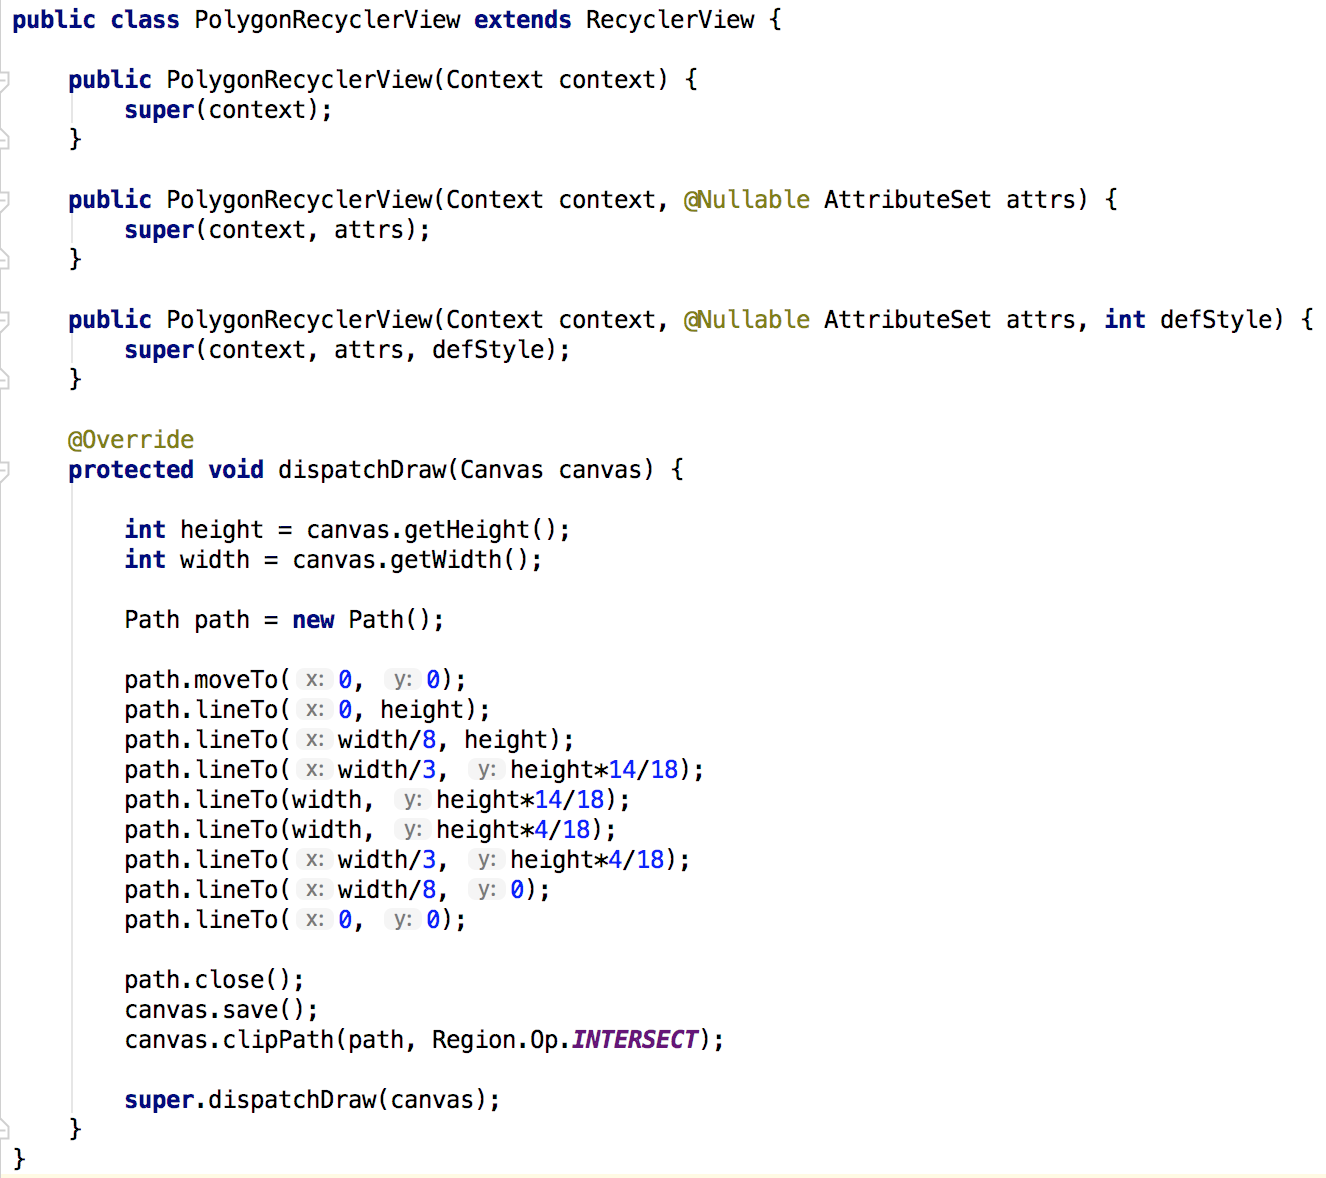 public class PolygonRecyclerView extends RecyclerView {
public PolygonRecyclerView(Context context) {
super(context);
}
public PolygonRecyclerView(Context context, @Nullable AttributeSet attrs) {
super(context, attrs);
}
public PolygonRecyclerView(Context context, @Nullable AttributeSet attrs, int defStyle) {
super(context, attrs, defStyle);
}
@Override
protected void dispatchDraw(Canvas canvas) {
int height = canvas.getHeight();
int width = canvas.getWidth();
Path path = new Path();
path.moveTo( x: 0, y: 0);
path.lineTo( x: 0, height);
path.lineTo( x: width/8, height);
path.lineTo( x: width/3, y: height*14/18);
path.lineTo(width, y: height*14/18);
path.lineTo(width, y: height*4/18);
path.lineTo( x: width/3, y: height*4/18);
path.lineTo( x: width/8, y: 0);
path.lineTo( x: 0, y: 0);
path.close();
canvas.save();
canvas.clipPath(path, Region.Op.INTERSECT);
super.dispatchDraw(canvas);
}
}